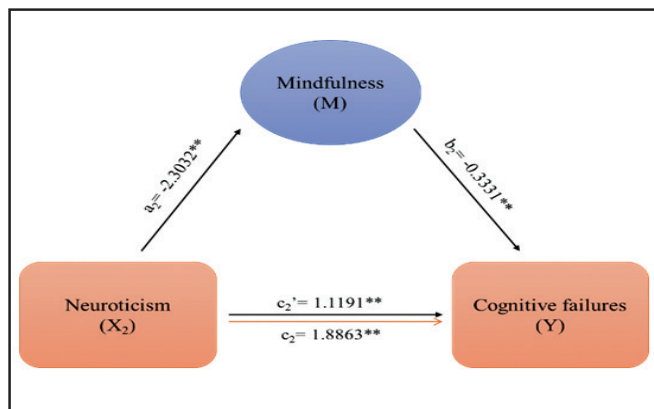 Mindfulness
(M)
a₂= -2.3032**
b₂= -0.3331**
Neuroticism
(X₂)
c₂’= 1.1191**
c₂= 1.8863**
Cognitive failures
(Y)